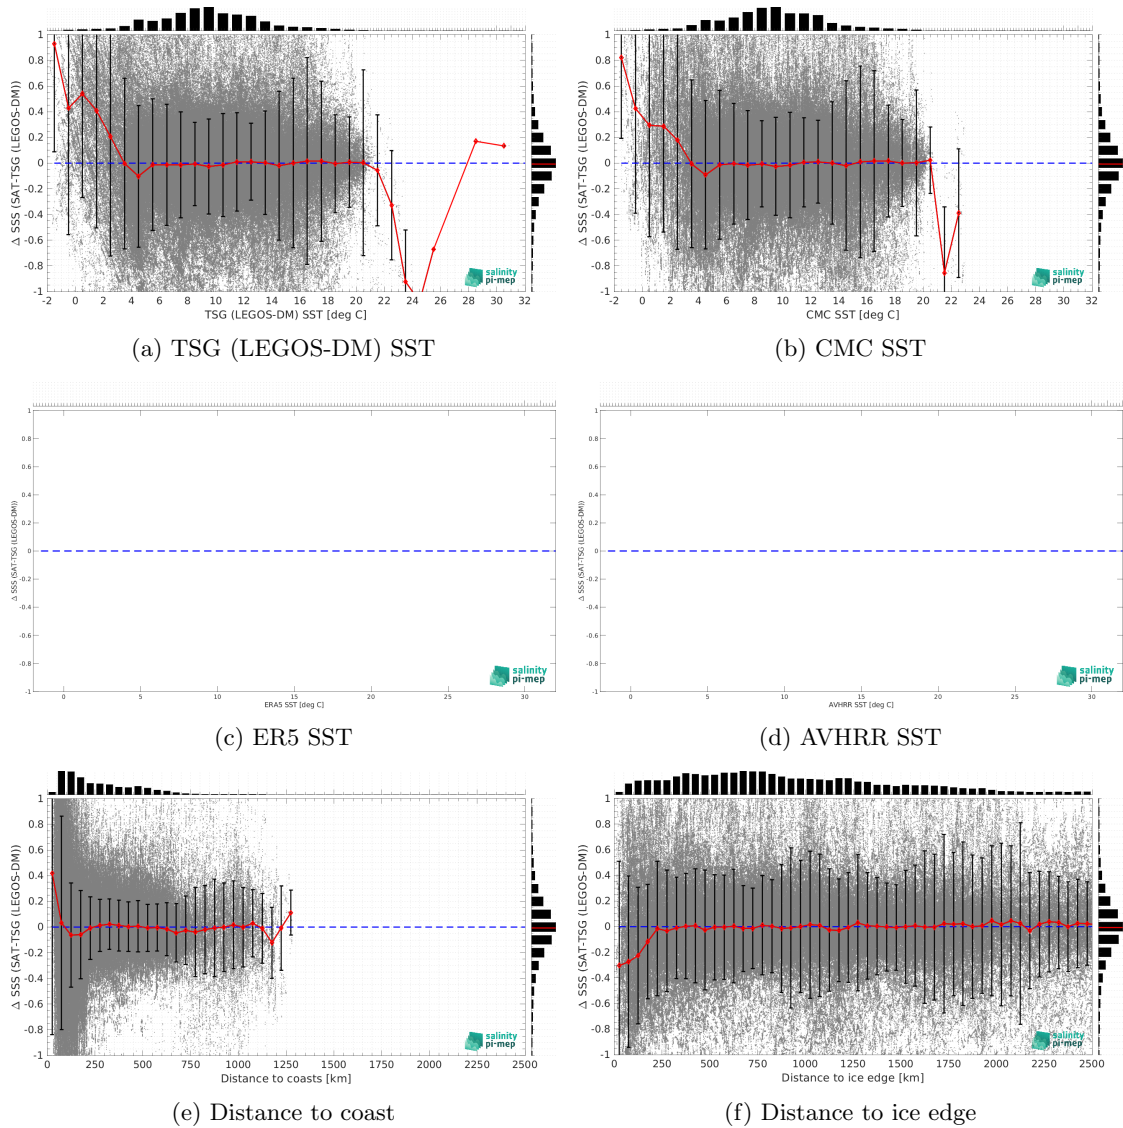 1
0.8
0.6
0.4
0.2
0
-0.2
-0.4
-0.6
-0.8
-1
Δ SSS (SAT-TSG (LEGOS-DM))
-2 0 2 4 6 8 10 12 14 16 18 20 22 24 26 28 30 32
TSG (LEGOS-DM) SST [deg C]
salinity
pi-mep
(a) TSG (LEGOS-DM) SST
1
0.8
0.6
0.4
0.2
0
-0.2
-0.4
-0.6
-0.8
-1
Δ SSS (SAT-TSG (LEGOS-DM))
-2 0 2 4 6 8 10 12 14 16 18 20 22 24 26 28 30 32
CMC SST [deg C]
salinity
pi-mep
(b) CMC SST
1
0.8
0.6
0.4
0.2
0
-0.2
-0.4
-0.6
-0.8
-1
Δ SSS (SAT-TSG (LEGOS-DM))
0 5 10 15 20 25 30
ERA5 SST [deg C]
salinity
pi-mep
(c) ER5 SST
1
0.8
0.6
0.4
0.2
0
-0.2
-0.4
-0.6
-0.8
-1
Δ SSS (SAT-TSG (LEGOS-DM))
0 5 10 15 20 25 30
AVHRR SST [deg C]
salinity
pi-mep
(d) AVHRR SST
1
0.8
0.6
0.4
0.2
0
-0.2
-0.4
-0.6
-0.8
-1
Δ SSS (SAT-TSG (LEGOS-DM))
0 250 500 750 1000 1250 1500 1750 2000 2250 2500
Distance to coasts [km]
salinity
pi-mep
(e) Distance to coast
1
0.8
0.6
0.4
0.2
0
-0.2
-0.4
-0.6
-0.8
-1
Δ SSS (SAT-TSG (LEGOS-DM))
0 250 500 750 1000 1250 1500 1750 2000 2250 2500
Distance to ice edge [km]
salinity
pi-mep
(f) Distance to ice edge